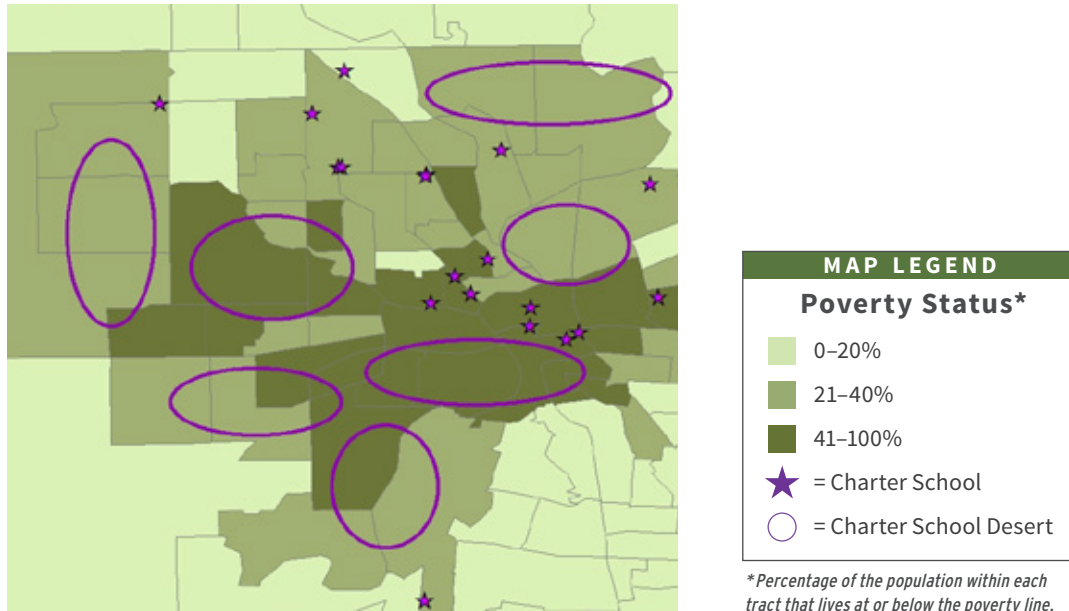 MAP LEGEND
Poverty Status*
0–20%
21–40%
41–100%
= Charter School
= Charter School Desert
*Percentage of the population within each
tract that lives at or below the poverty line.